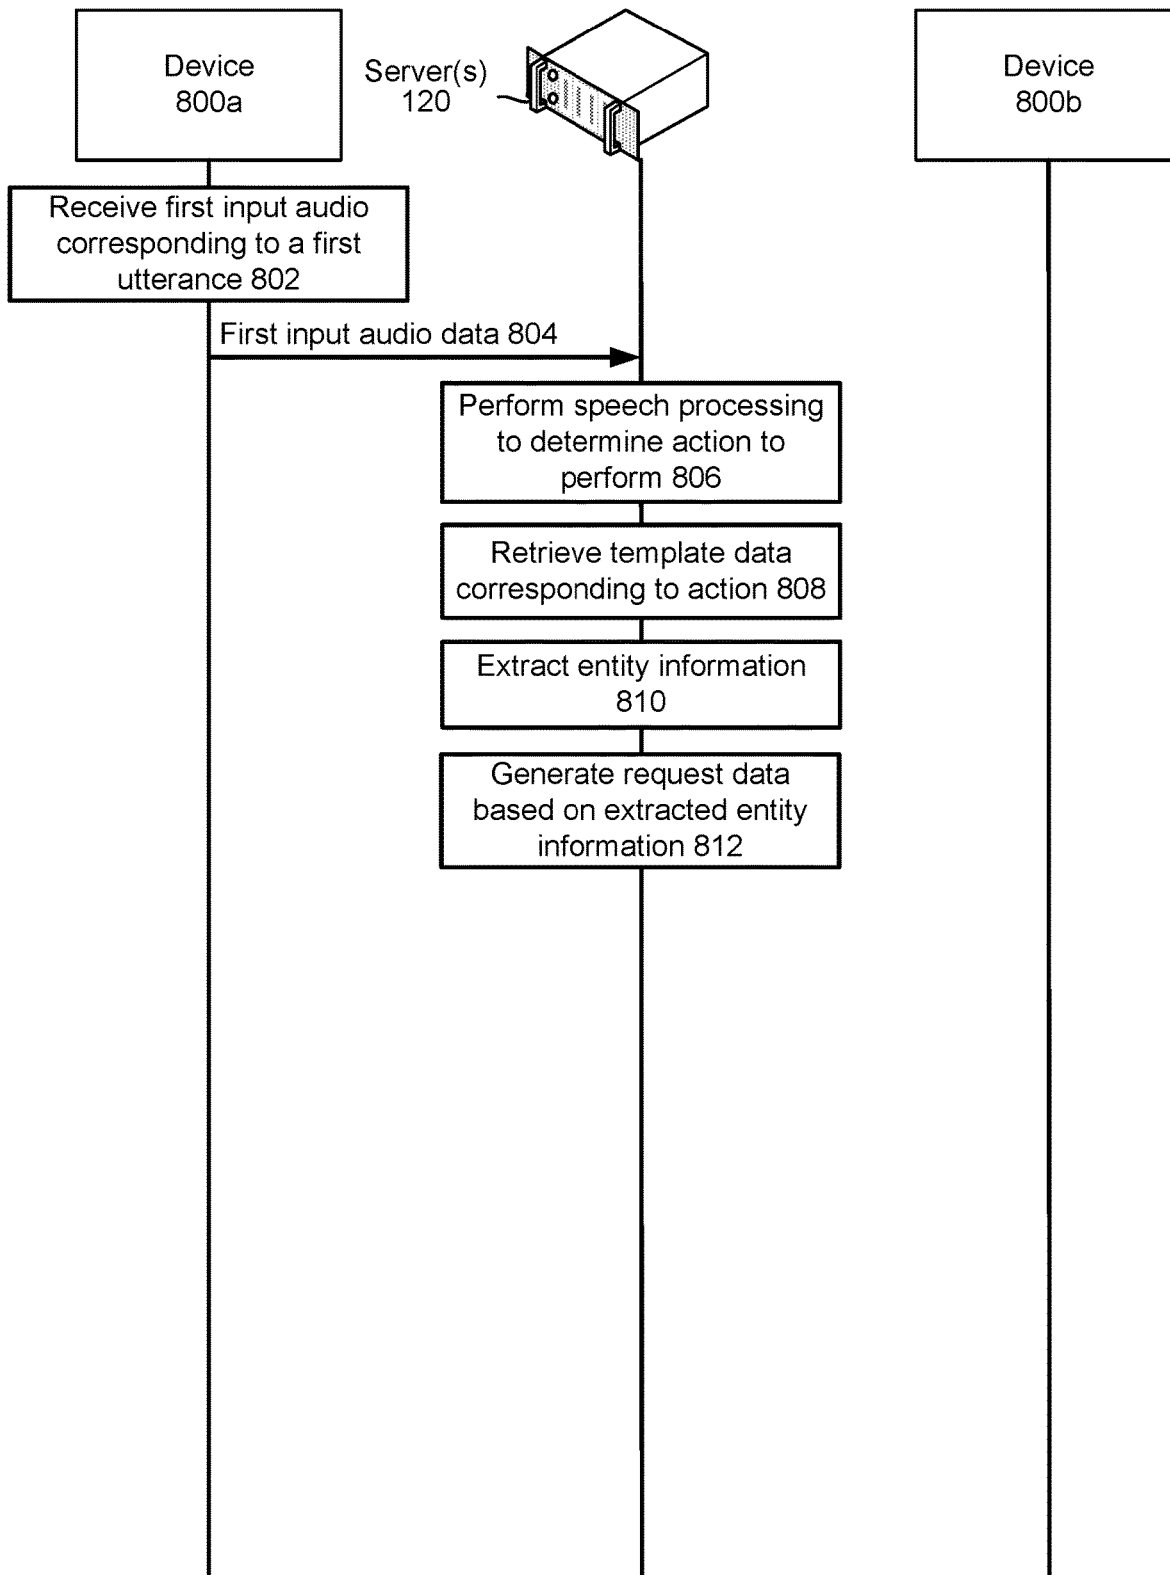 Device
800a
Server(s)
120
Device
800b
Receive first input audio
corresponding to a first
utterance 802
First input audio data 804
Perform speech processing
to determine action to
perform 806
Retrieve template data
corresponding to action 808
Extract entity information
810
Generate request data
based on extracted entity
information 812